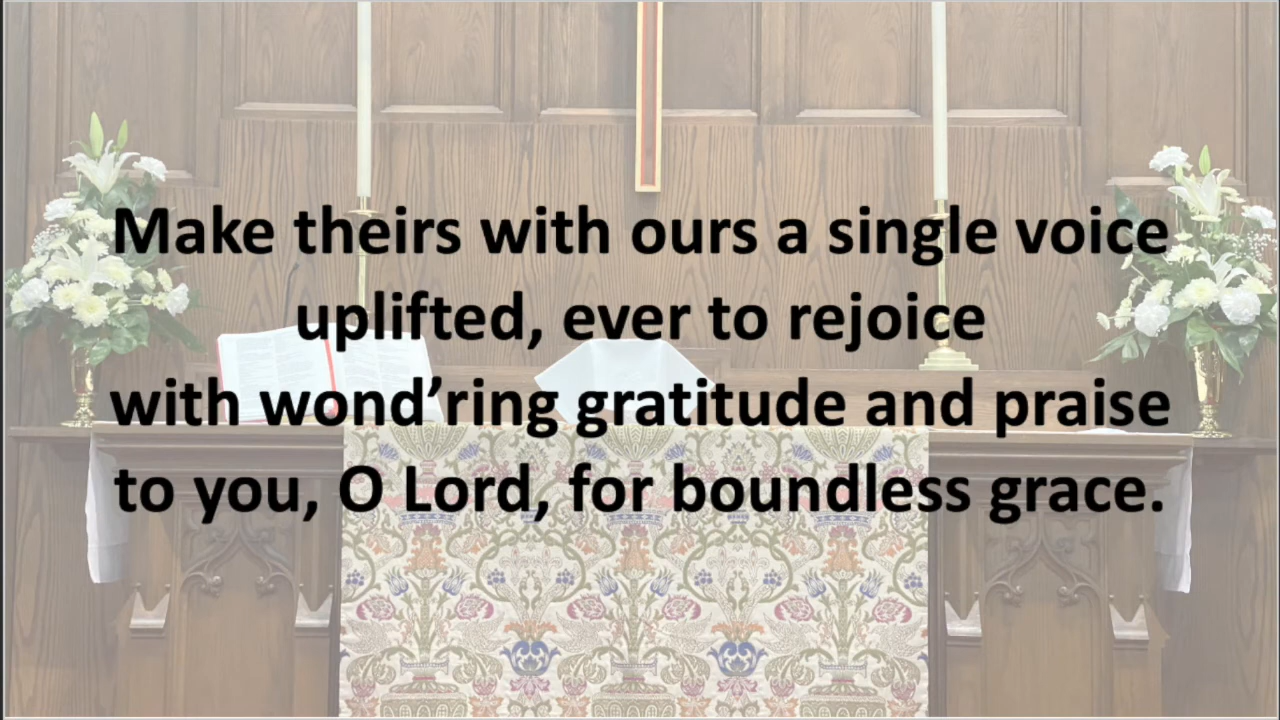 Make theirs with ours a single voice
uplifted, ever to rejoice
with wond’ring gratitude and praise
to you, O Lord, for boundless grace.